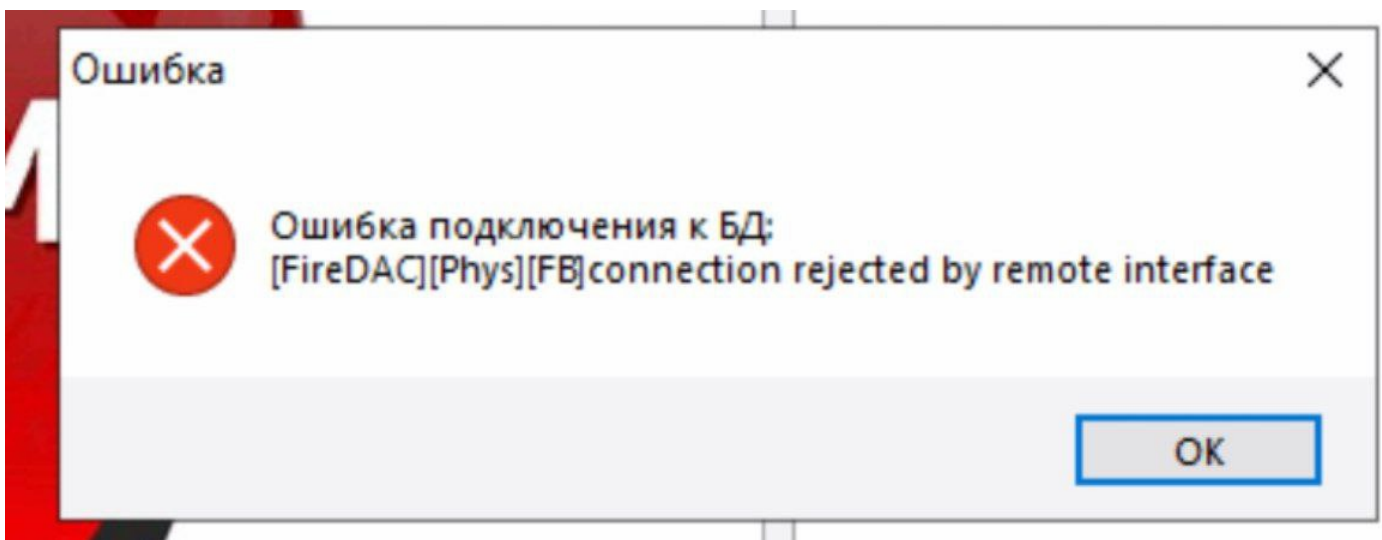 Ошибка
Ошибка подключения к БД:
[FireDAC][Phys][FB]connection rejected by remote interface
OK